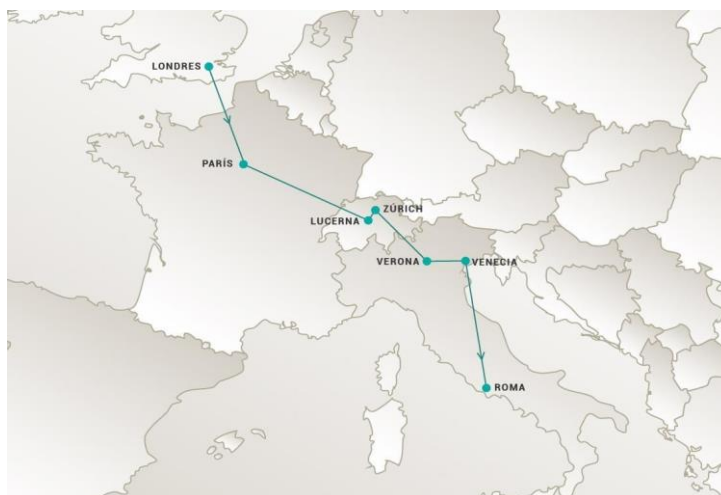 LONDRES
PARÍS
ZÚRICH
LUCERNA
VERONA
VENECIA
ROMA